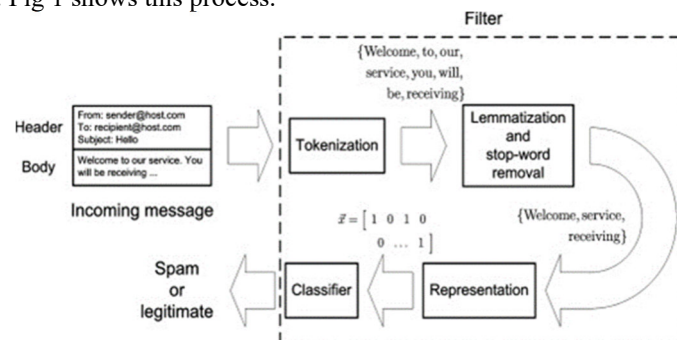 Fig 1 shows this process.
Filter
{Welcome, to, our,
service, you, will,
be, receiving}
Header
From: sender@host.com
To: recipient@host.com
Subject: Hello
Body
Welcome to our service. You
will be receiving ...
Incoming message
Tokenization
Lemmatization
and
stop-word
removal
{Welcome, service,
receiving}
x⃗ = [ 1 0 1 0
0 ... 1 ]
Representation
Classifier
Spam
or
legitimate